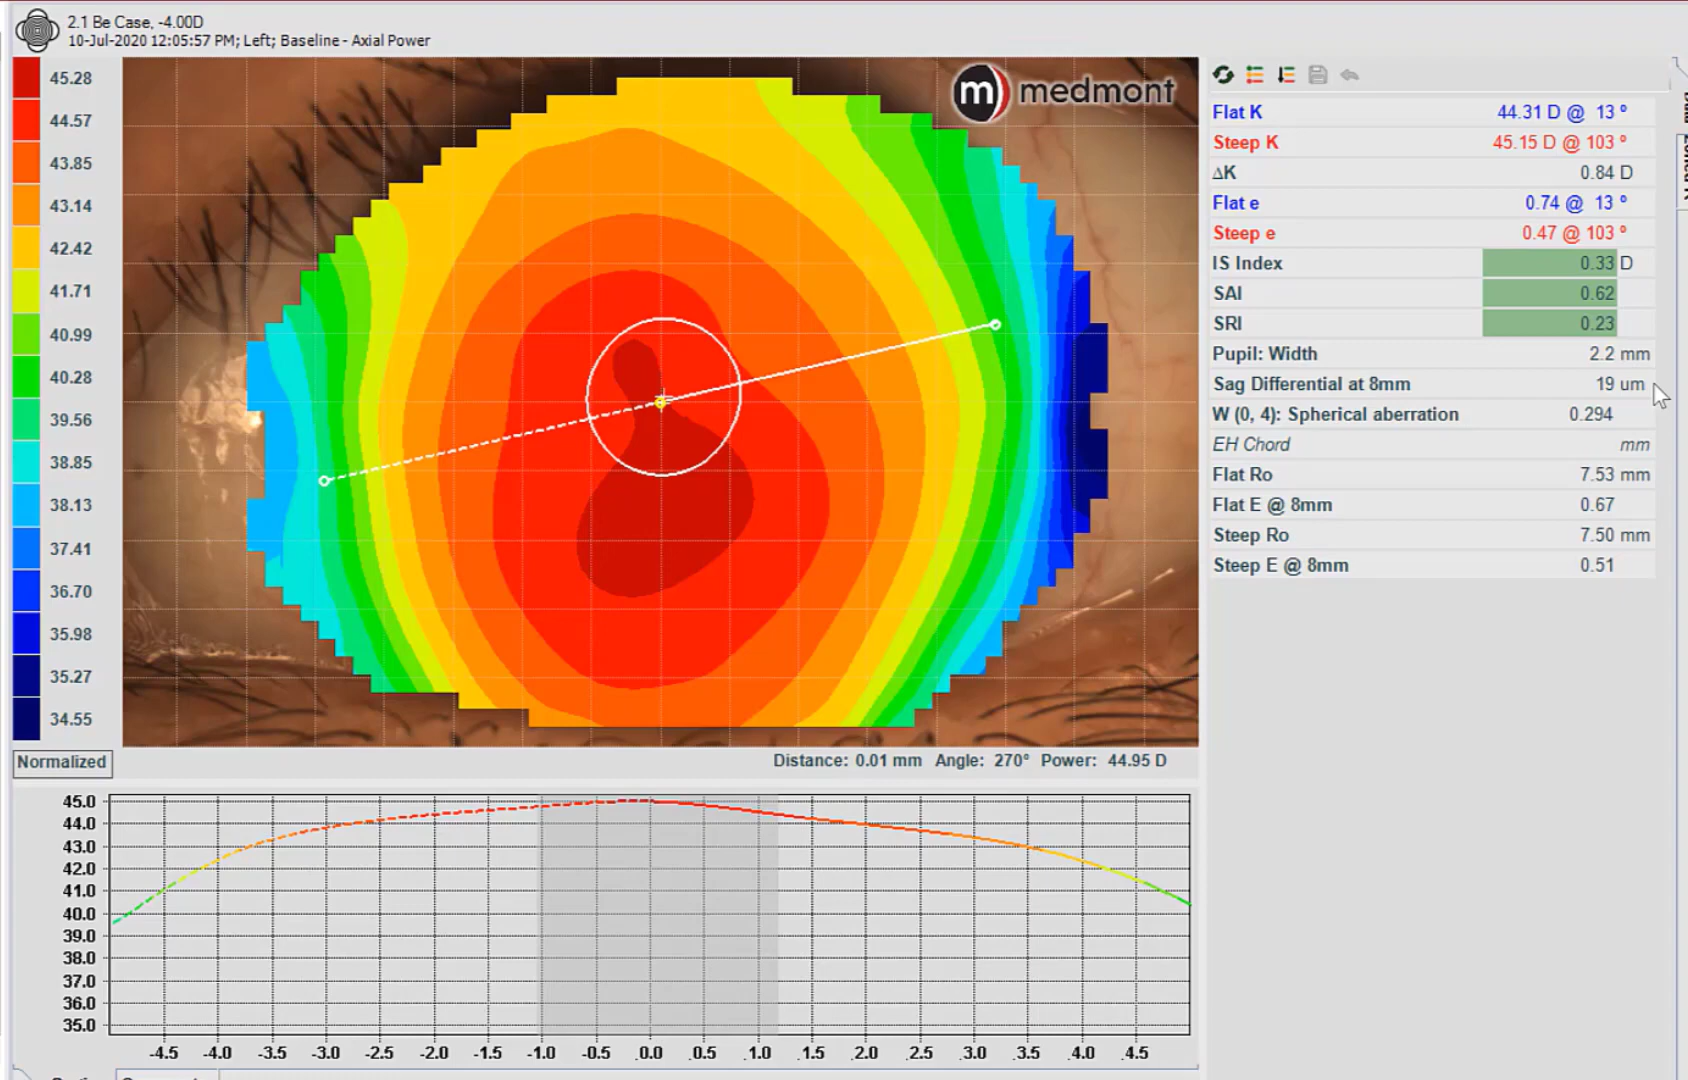 2.1 Be Case, -4.00D
10-Jul-2020 12:05:57 PM; Left; Baseline - Axial Power
45.28
44.57
43.85
43.14
42.42
41.71
40.99
40.28
39.56
38.85
38.13
37.41
36.70
35.98
35.27
34.55
Normalized
m medmont
Distance: 0.01 mm Angle: 270° Power: 44.95 D
Flat K 44.31 D @ 13 °
Steep K 45.15 D @ 103 °
ΔK 0.84 D
Flat e 0.74 @ 13 °
Steep e 0.47 @ 103 °
IS Index 0.33 D
SAI 0.62
SRI 0.23
Pupil: Width 2.2 mm
Sag Differential at 8mm 19 um
W (0, 4): Spherical aberration 0.294
EH Chord mm
Flat Ro 7.53 mm
Flat E @ 8mm 0.67
Steep Ro 7.50 mm
Steep E @ 8mm 0.51
45.0
44.0
43.0
42.0
41.0
40.0
39.0
38.0
37.0
36.0
35.0
-4.5 -4.0 -3.5 -3.0 -2.5 -2.0 -1.5 -1.0 -0.5 .0.0 .0.5 .1.0 .1.5 .2.0 .2.5 .3.0 .3.5 .4.0 .4.5